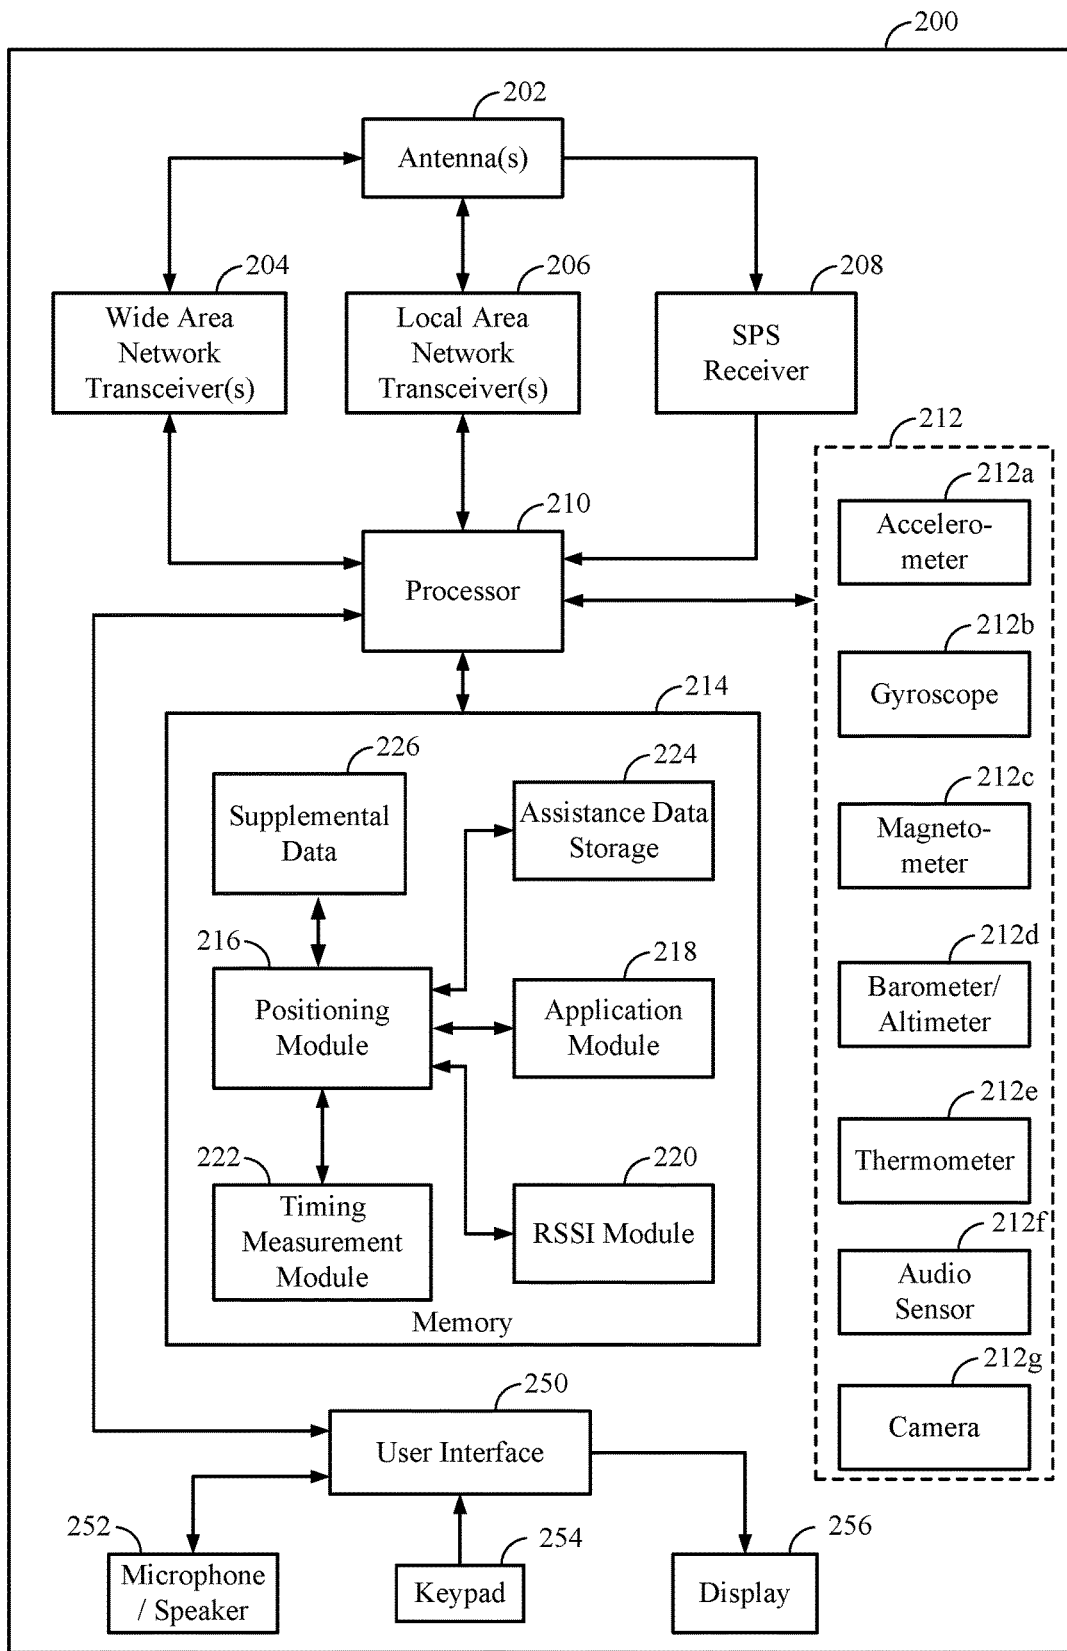 200
202
Antenna(s)
204
206
208
Wide Area
Network
Transceiver(s)
Local Area
Network
Transceiver(s)
SPS
Receiver
212
210
Processor
212a
Accelero-
meter
212b
Gyroscope
212c
Magneto-
meter
212d
Barometer/
Altimeter
212e
Thermometer
212f
Audio
Sensor
212g
Camera
214
226
Supplemental
Data
224
Assistance Data
Storage
216
Positioning
Module
218
Application
Module
222
Timing
Measurement
Module
220
RSSI Module
Memory
250
User Interface
252
Microphone
/ Speaker
254
Keypad
256
Display